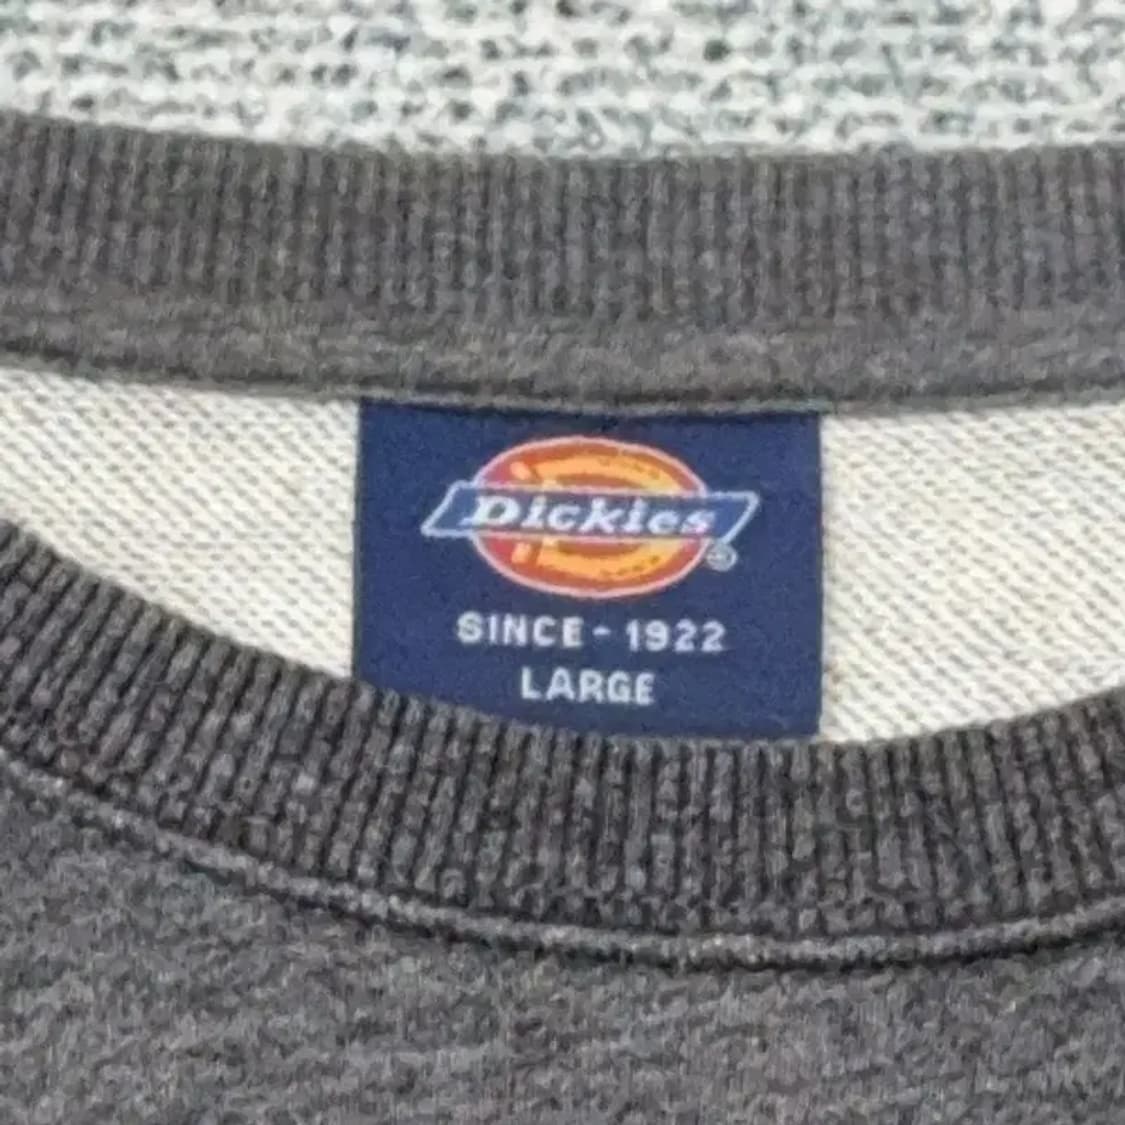 Dickies
®
SINCE - 1922
LARGE